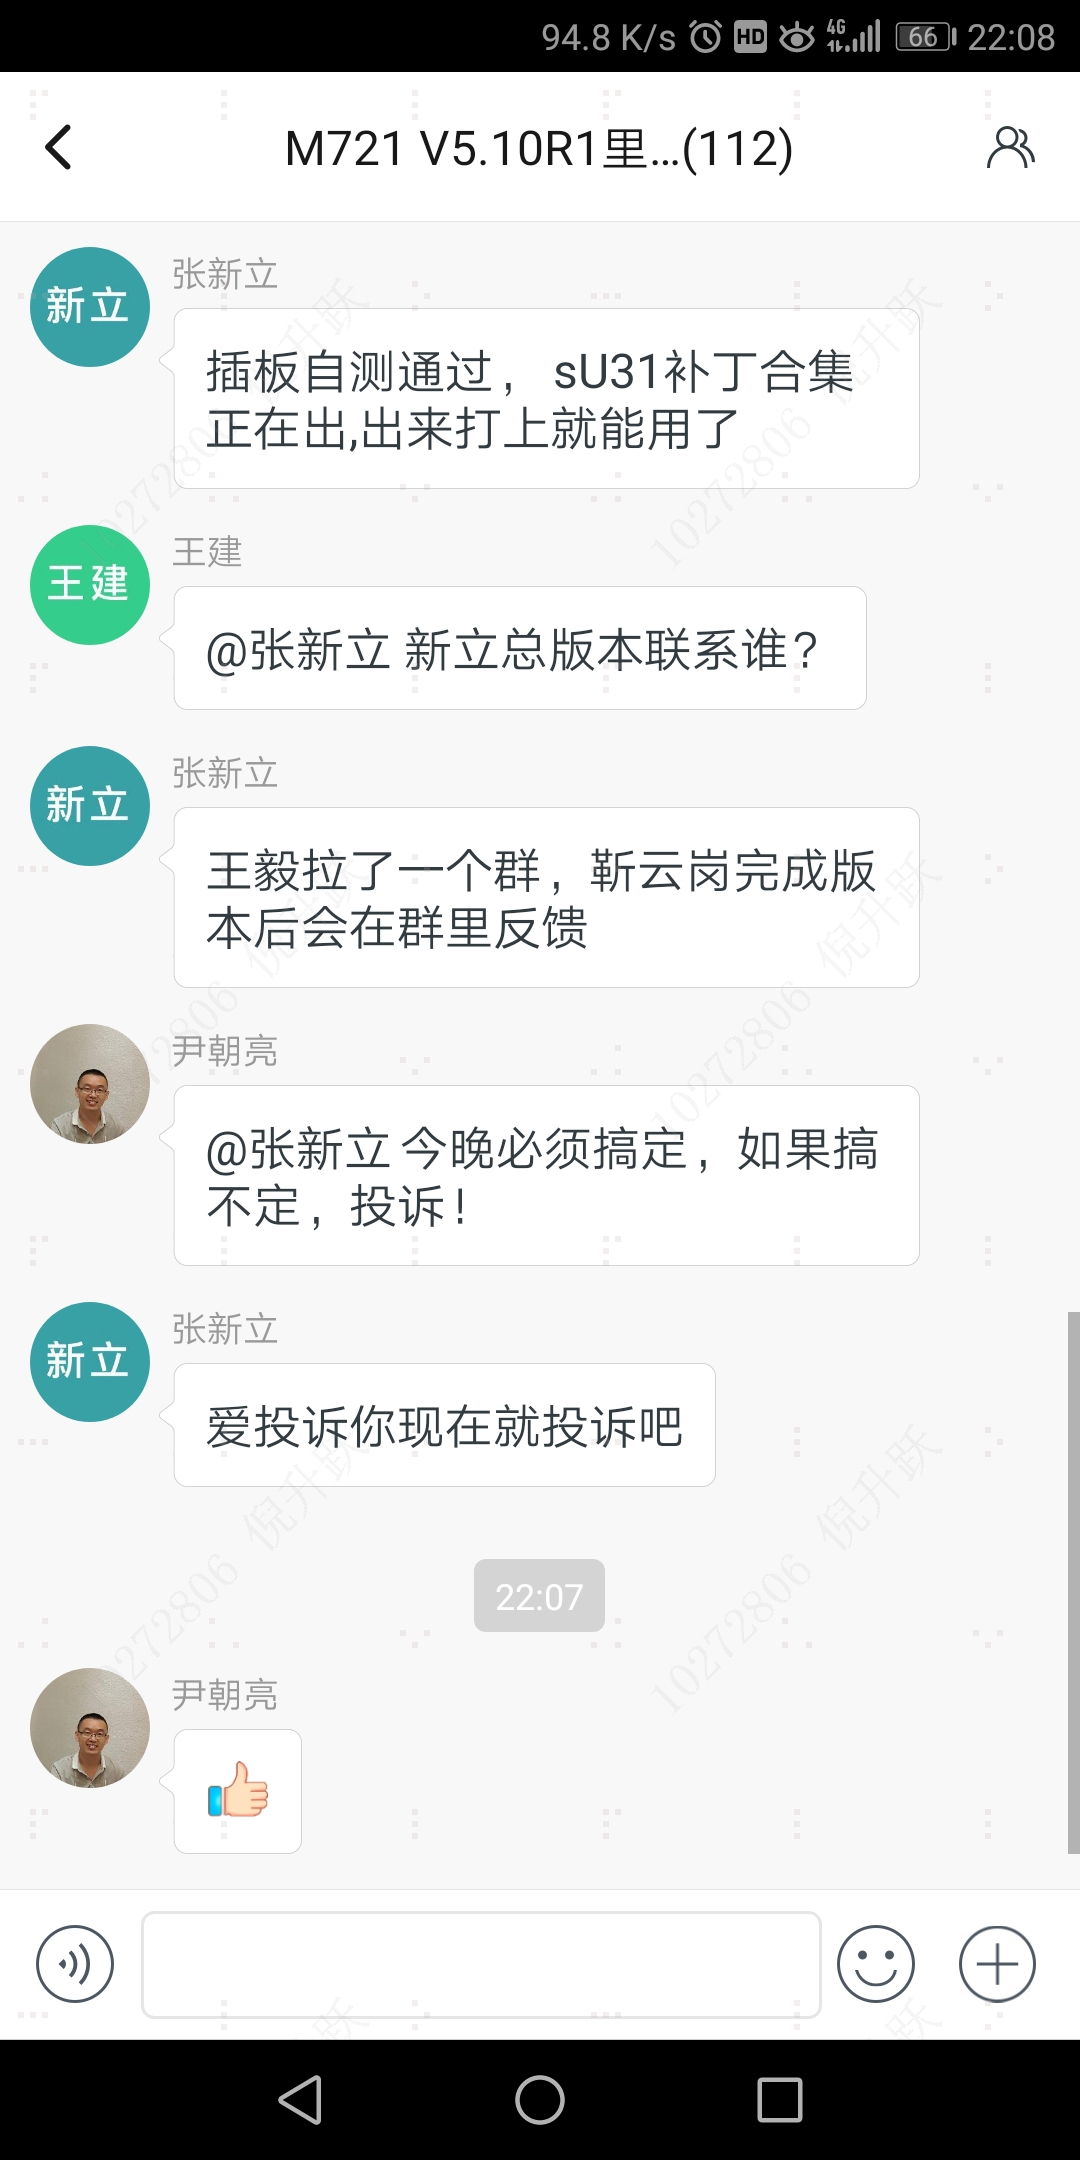 94.8 K/s HD 4G 66 22:08
M721 V5.10R1里...(112)
新立
张新立
插板自测通过，sU31补丁合集
正在出,出来打上就能用了
王建
王建
@张新立 新立总版本联系谁？
新立
张新立
王毅拉了一个群，靳云岗完成版
本后会在群里反馈
尹朝亮
@张新立 今晚必须搞定，如果搞
不定，投诉！
新立
张新立
爱投诉你现在就投诉吧
22:07
尹朝亮
10272806 倪升跃